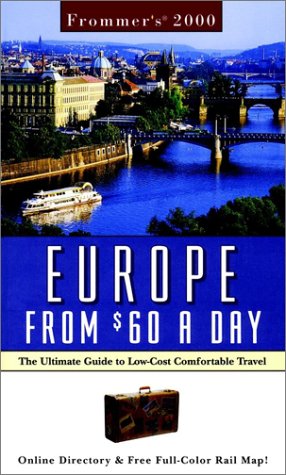 Frommer's® 2000
EUROPE
FROM $60 A DAY
The Ultimate Guide to Low-Cost Comfortable Travel
Online Directory & Free Full-Color Rail Map!